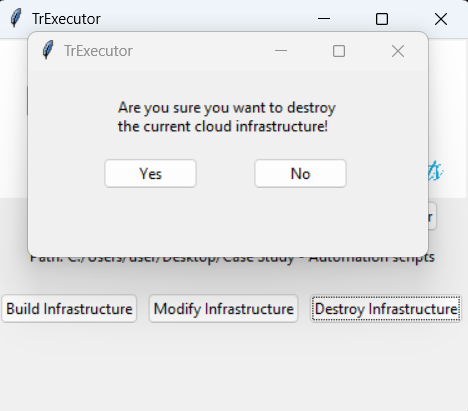 TrExecutor
TrExecutor
Are you sure you want to destroy
the current cloud infrastructure!
Yes No
Path: C:/Users/user/Desktop/Case Study - Automation scripts
Build Infrastructure Modify Infrastructure Destroy Infrastructure